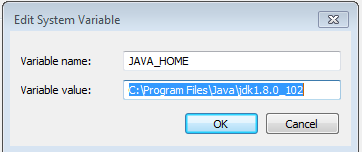 Edit System Variable
Variable name: JAVA_HOME
Variable value: C:\Program Files\Java\jdk1.8.0_102
OK Cancel